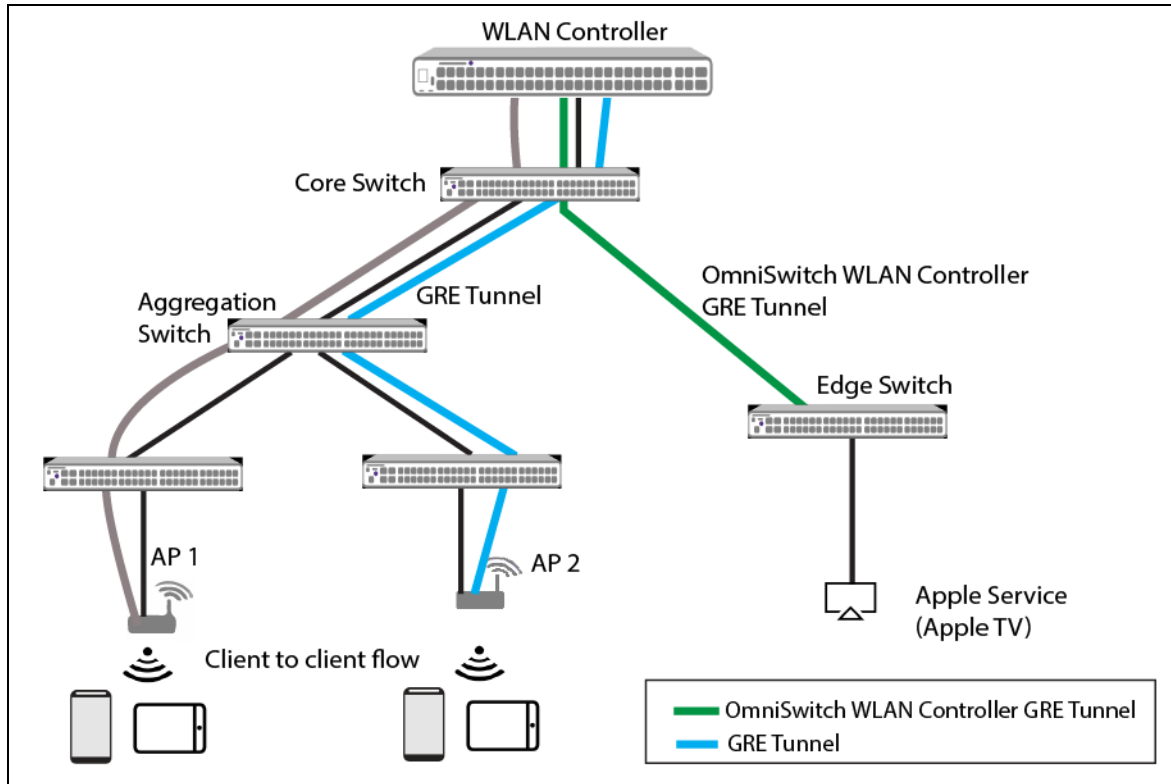 WLAN Controller
Core Switch
OmniSwitch WLAN Controller
GRE Tunnel
Aggregation
Switch
GRE Tunnel
Edge Switch
AP 1
AP 2
Apple Service
(Apple TV)
Client to client flow
OmniSwitch WLAN Controller GRE Tunnel
GRE Tunnel